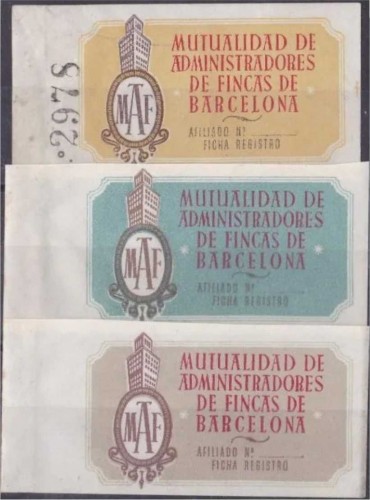 º 2978
MAF
MUTUALIDAD DE
ADMINISTRADORES
DE FINCAS DE
BARCELONA
AFILIADO Nº
FICHA REGISTRO
MAF
MUTUALIDAD DE
ADMINISTRADORES
DE FINCAS DE
BARCELONA
AFILIADO Nº
FICHA REGISTRO
MAF
MUTUALIDAD DE
ADMINISTRADORES
DE FINCAS DE
BARCELONA
AFILIADO Nº
FICHA REGISTRO